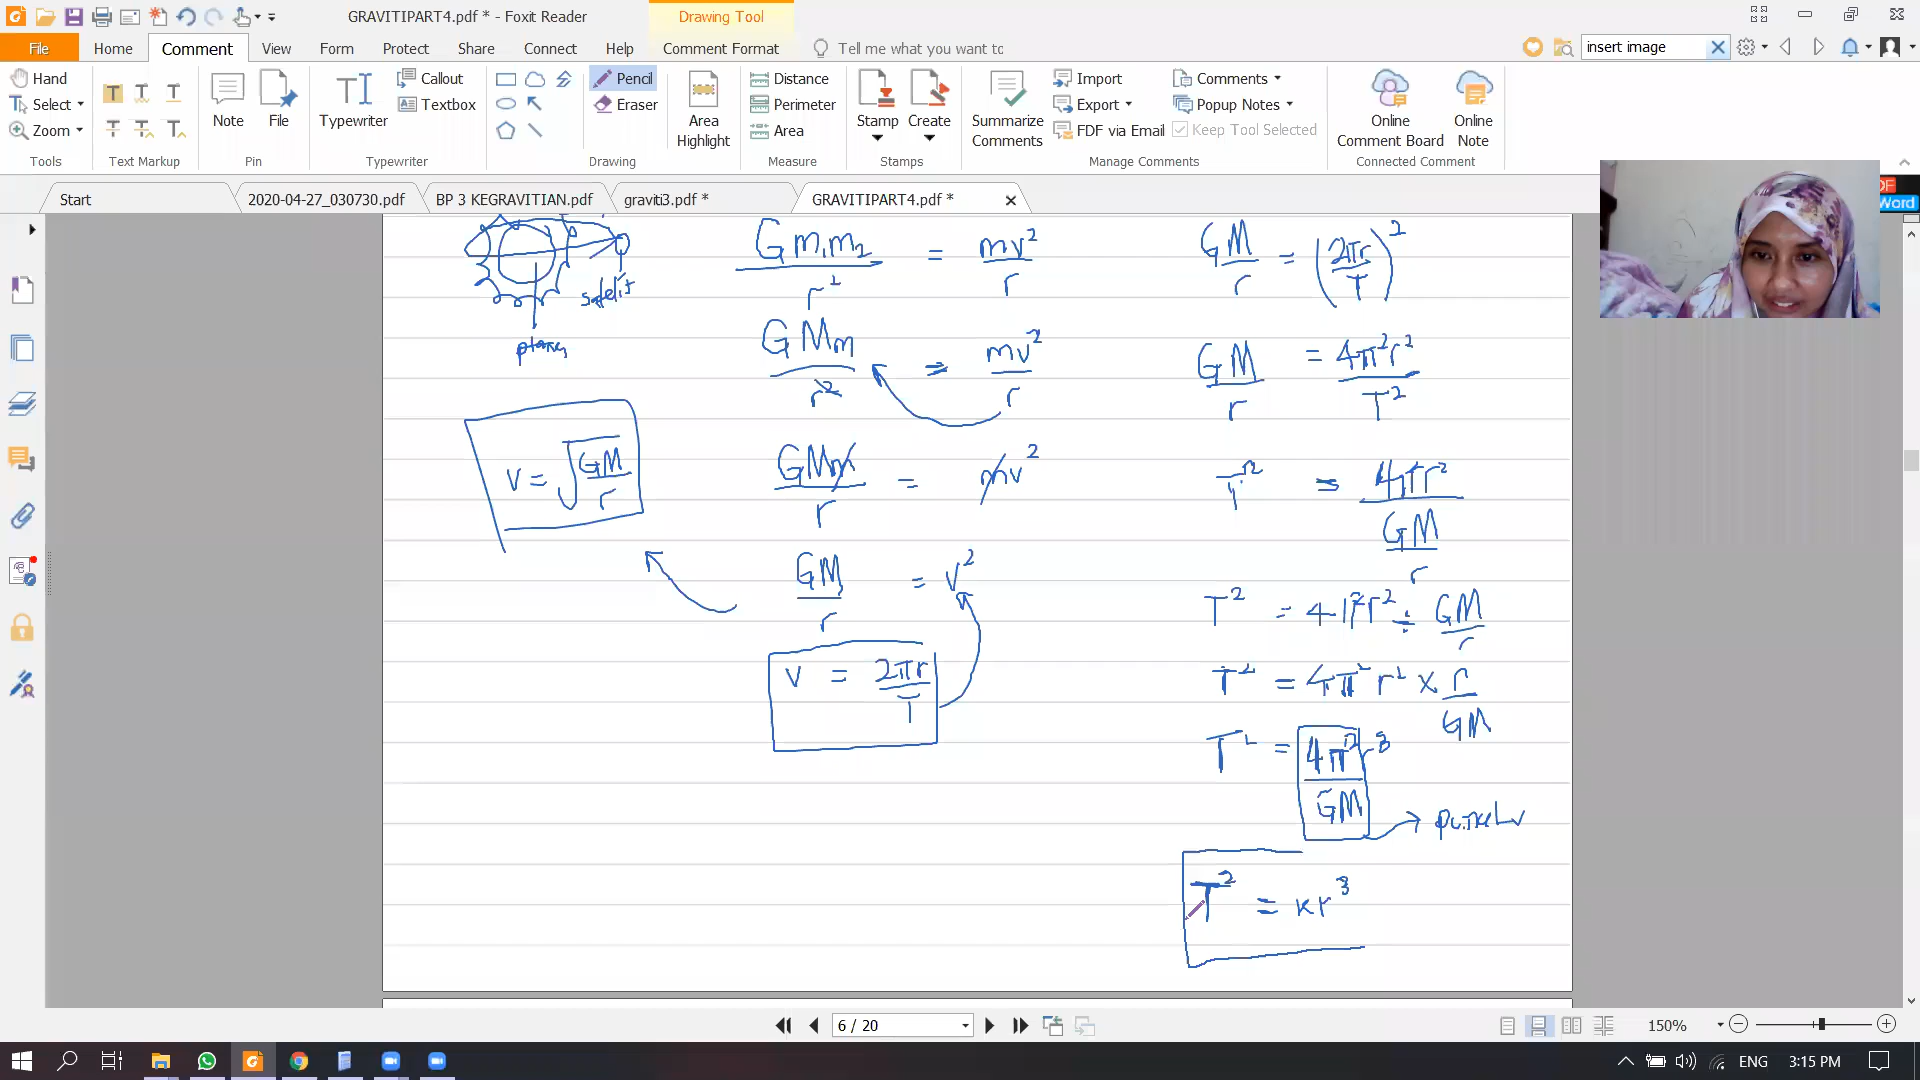 GRAVITIPART4.pdf * - Foxit Reader
Drawing Tool
File Home Comment View Form Protect Share Connect Help Comment Format Tell me what you want to insert image
Hand Select Zoom
Tools
Text Markup
Note File
Pin
Typewriter
Typewriter
Callout
Textbox
Pencil
Eraser
Area Highlight
Drawing
Distance
Perimeter
Area
Measure
Stamp Create
Stamps
Summarize Comments
Import
Export
FDF via Email
Comments
Popup Notes
Keep Tool Selected
Manage Comments
Online Comment Board
Online Note
Connected Comment
Start 2020-04-27_030730.pdf BP 3 KEGRAVITIAN.pdf graviti3.pdf * GRAVITIPART4.pdf *
Word
satelit
G m₁m₂ / r² = mv² / r
GMm / r² = mv² / r
GMm / r = mv²
GM / r = v²
v = 2πr / T
v = √(GM / r)
GM / r = (2πr / T)²
GM / r = 4π²r² / T²
T² = 4πr² / (GM / r)
T² = 4π²r² ÷ GM / r
T² = 4π² r² × r / GM
T² = 4π²r³ / GM
T² = kr³
6 / 20
150%
ENG 3:15 PM